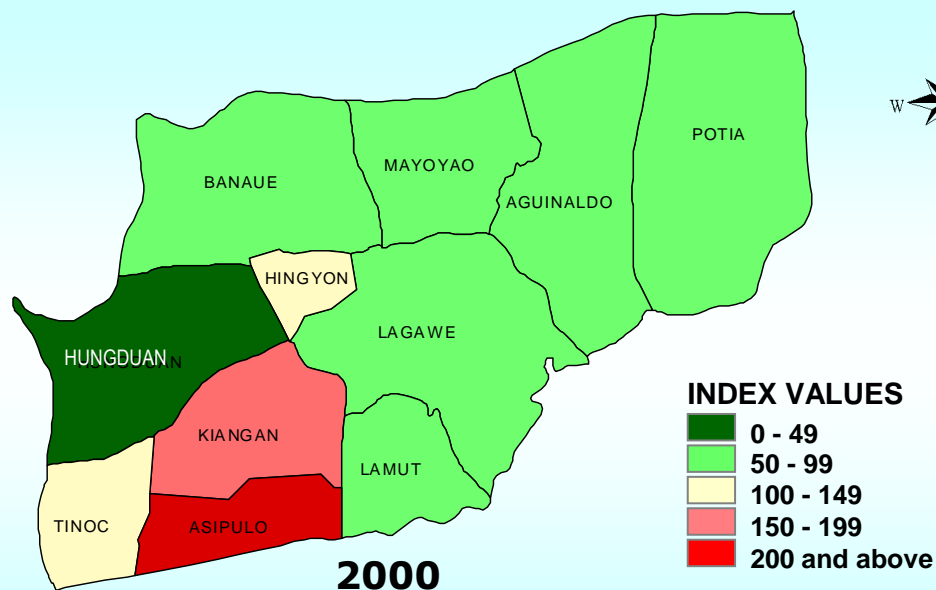 POTIA
W
MAYOYAO
BANAUE
AGUINALDO
HINGYON
LAGAWE
HUNGDUAN
KIANGAN
LAMUT
TINOC
ASIPULO
INDEX VALUES
0 - 49
50 - 99
100 - 149
150 - 199
200 and above
2000